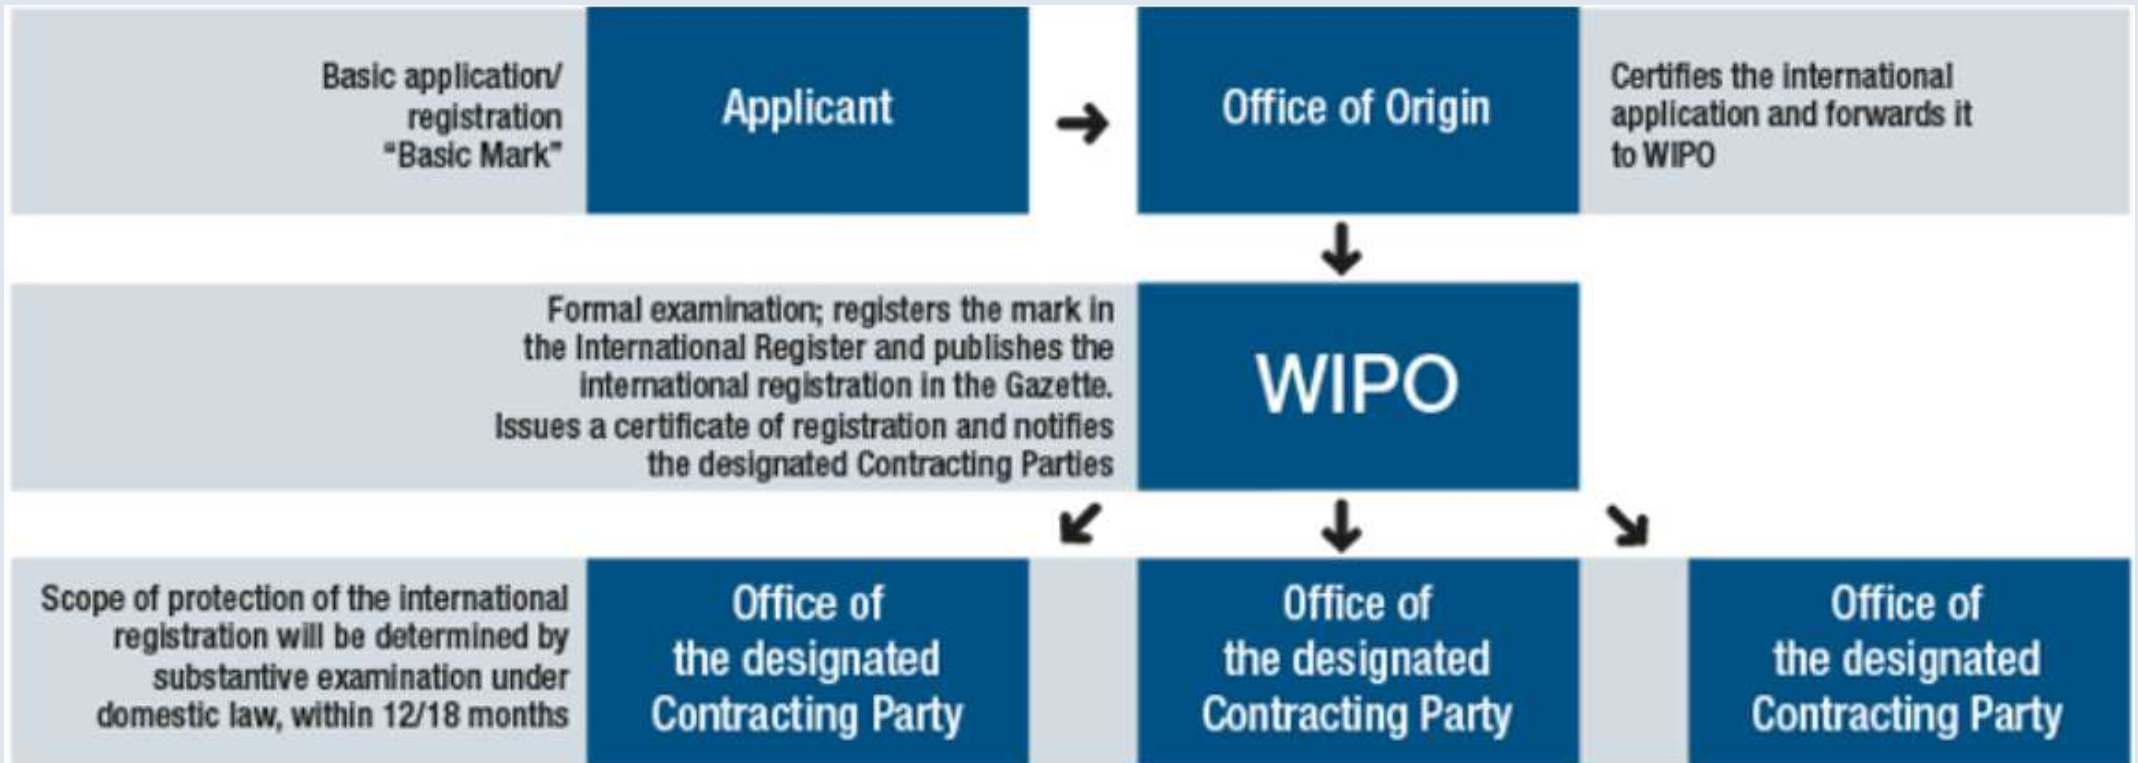 Basic application/
registration
"Basic Mark"
Applicant
Office of Origin
Certifies the international
application and forwards it
to WIPO
Formal examination; registers the mark in
the International Register and publishes the
international registration in the Gazette.
Issues a certificate of registration and notifies
the designated Contracting Parties
WIPO
Scope of protection of the international
registration will be determined by
substantive examination under
domestic law, within 12/18 months
Office of
the designated
Contracting Party
Office of
the designated
Contracting Party
Office of
the designated
Contracting Party